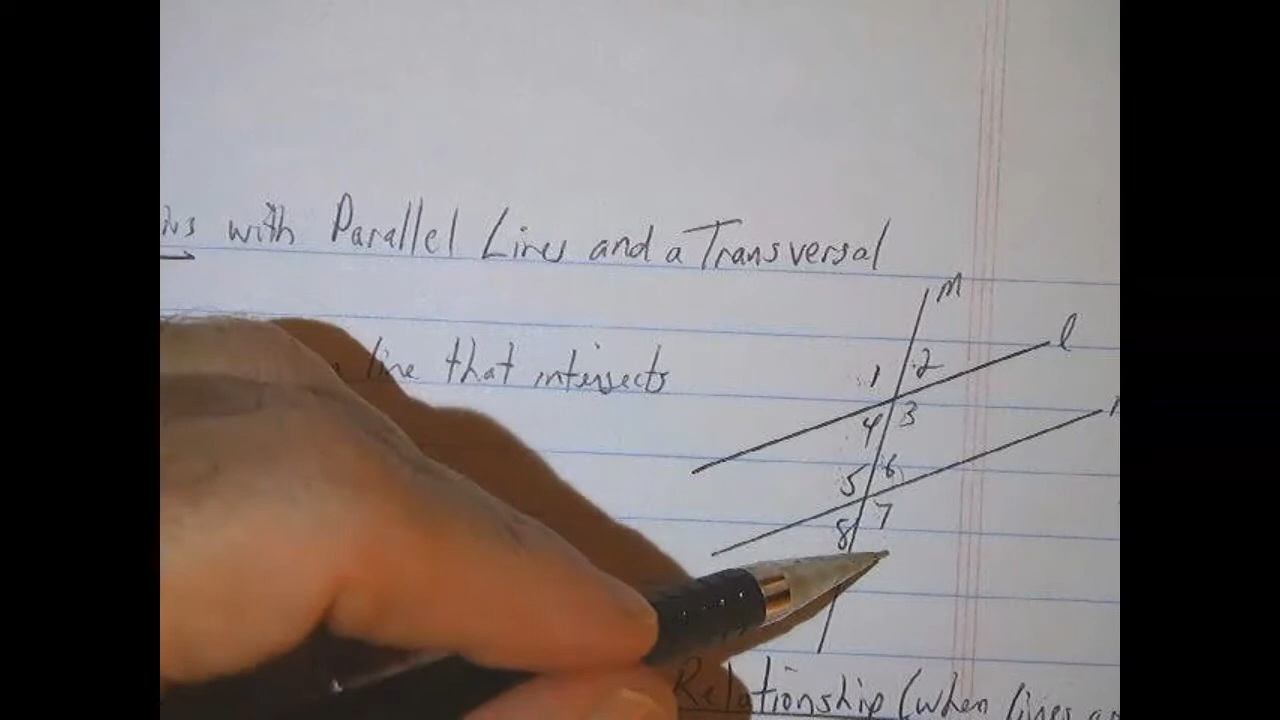 with Parallel Lines and a Transversal
m
line that intersects
l
1 2
4 3
5 6
8 7
Relationship (when lines